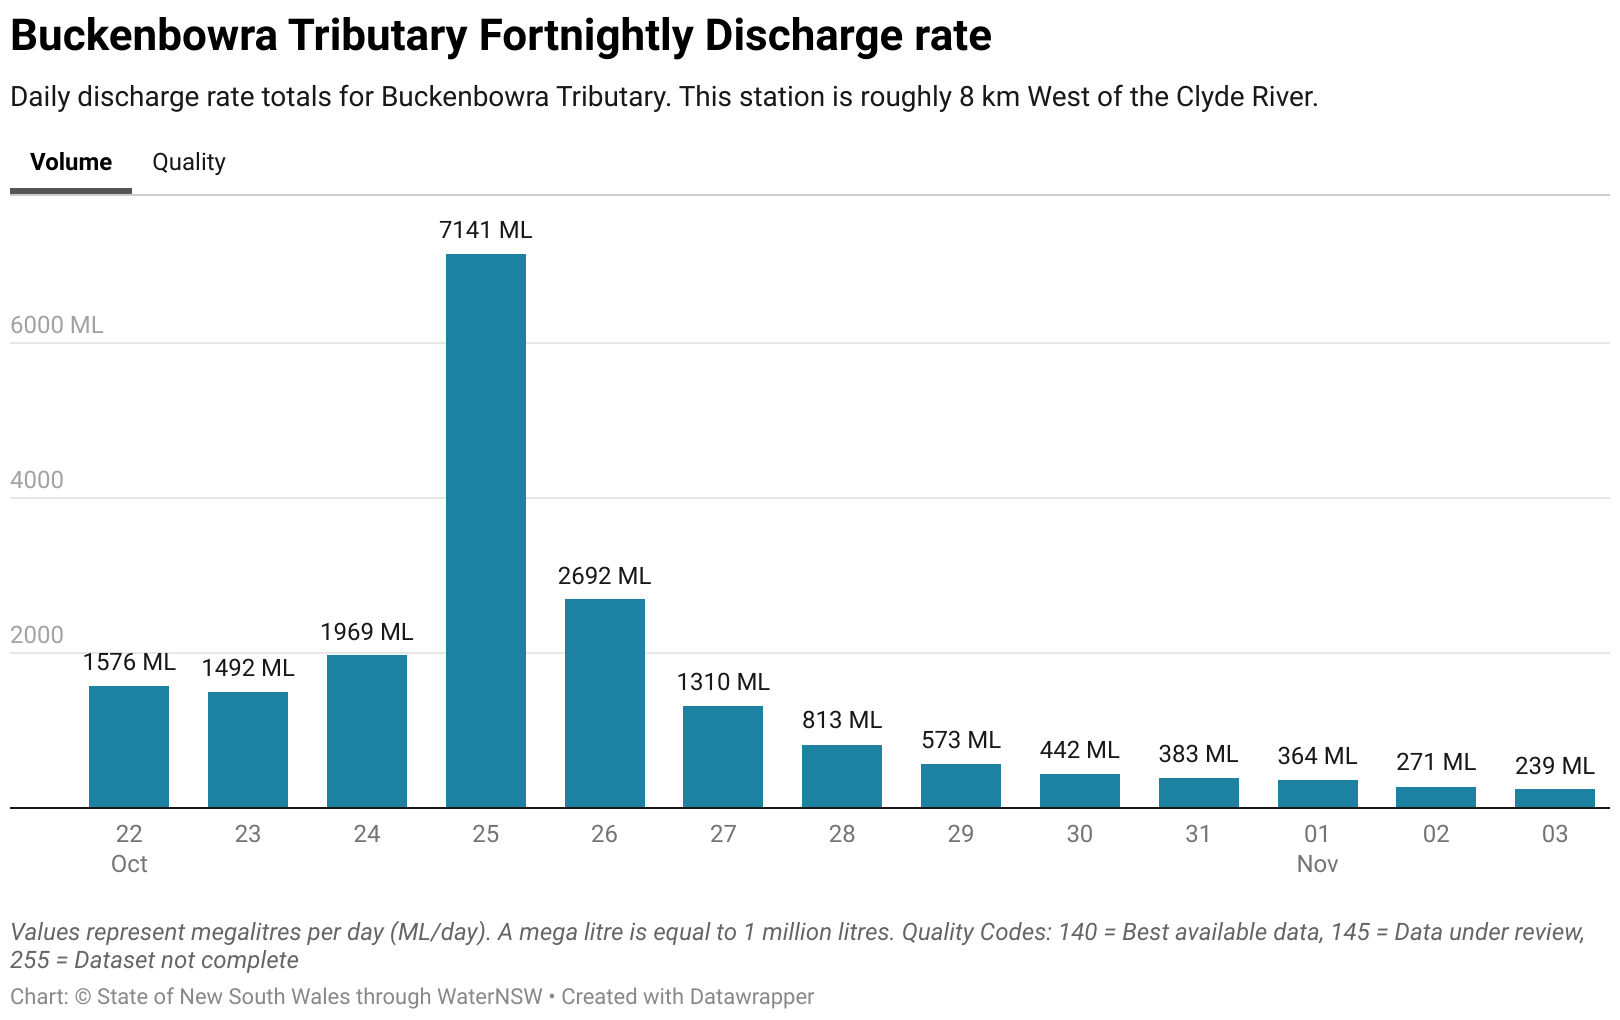 Buckenbowra Tributary Fortnightly Discharge rate
Daily discharge rate totals for Buckenbowra Tributary. This station is roughly 8 km West of the Clyde River.
Volume Quality
7141 ML
6000 ML
4000
2692 ML
2000
1969 ML
1576 ML
1492 ML
1310 ML
813 ML
573 ML
442 ML
383 ML
364 ML
271 ML
239 ML
22 23 24 25 26 27 28 29 30 31 01 02 03
Oct Nov
Values represent megalitres per day (ML/day). A mega litre is equal to 1 million litres. Quality Codes: 140 = Best available data, 145 = Data under review,
255 = Dataset not complete
Chart: © State of New South Wales through WaterNSW • Created with Datawrapper